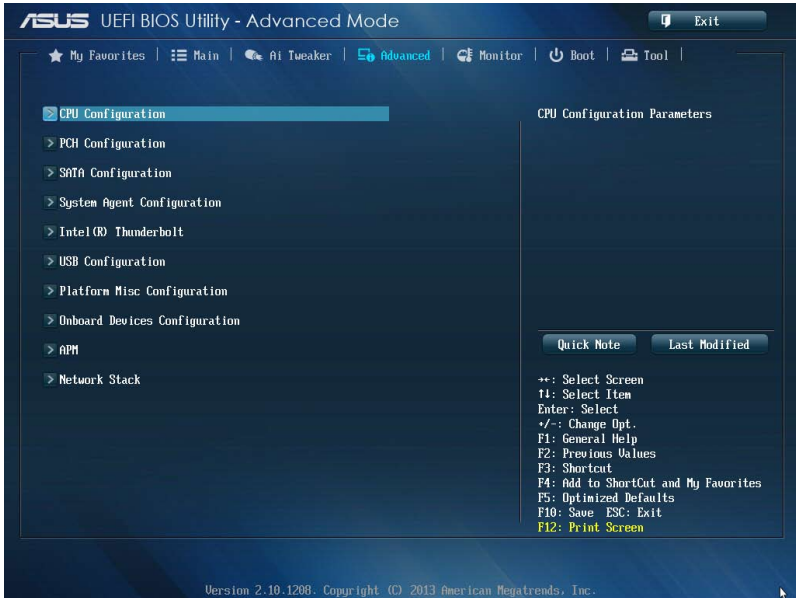 ASUS UEFI BIOS Utility - Advanced Mode
Exit
My Favorites | Main | Ai Tweaker | Advanced | Monitor | Boot | Tool |
> CPU Configuration
> PCH Configuration
> SATA Configuration
> System Agent Configuration
> Intel(R) Thunderbolt
> USB Configuration
> Platform Misc Configuration
> Onboard Devices Configuration
> APM
> Network Stack
CPU Configuration Parameters
Quick Note
Last Modified
→←: Select Screen
↑↓: Select Item
Enter: Select
+/-: Change Opt.
F1: General Help
F2: Previous Values
F3: Shortcut
F4: Add to ShortCut and My Favorites
F5: Optimized Defaults
F10: Save  ESC: Exit
F12: Print Screen
Version 2.10.1208. Copyright (C) 2013 American Megatrends, Inc.